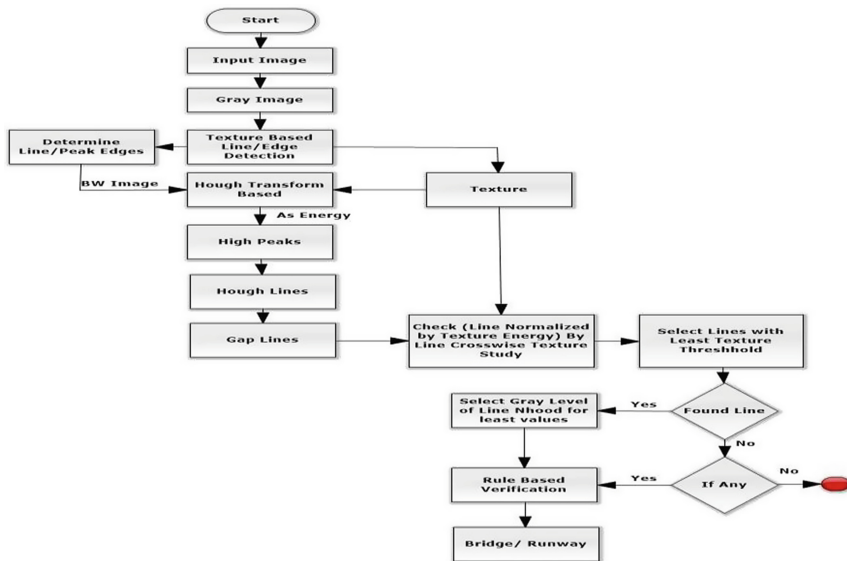 Start
Input Image
Gray Image
Determine
Line/Peak Edges
Texture Based
Line/Edge
Detection
BW Image
Hough Transform
Based
Texture
As Energy
High Peaks
Hough Lines
Gap Lines
Check (Line Normalized
by Texture Energy) By
Line Crosswise Texture
Study
Select Lines with
Least Texture
Threshhold
Select Gray Level
of Line Nhood for
least values
Yes
Found Line
No
Rule Based
Verification
Yes
If Any
No
Bridge/ Runway